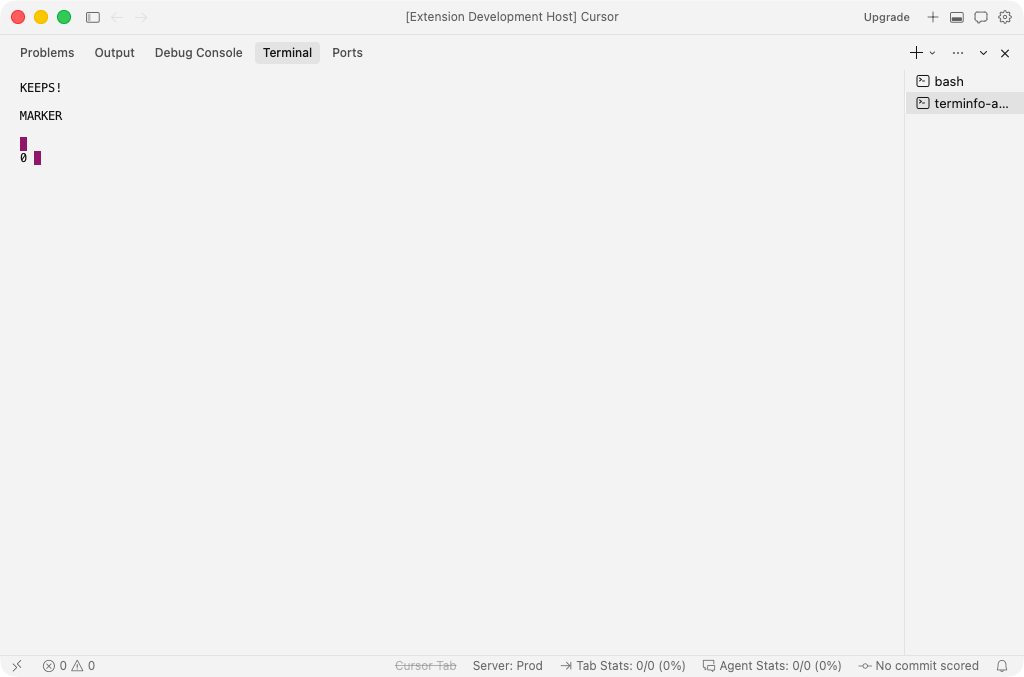 [Extension Development Host] Cursor
Upgrade
Problems Output Debug Console Terminal Ports
KEEPS!
MARKER
0
bash
terminfo-a...
0 0 Cursor Tab Server: Prod Tab Stats: 0/0 (0%) Agent Stats: 0/0 (0%) No commit scored